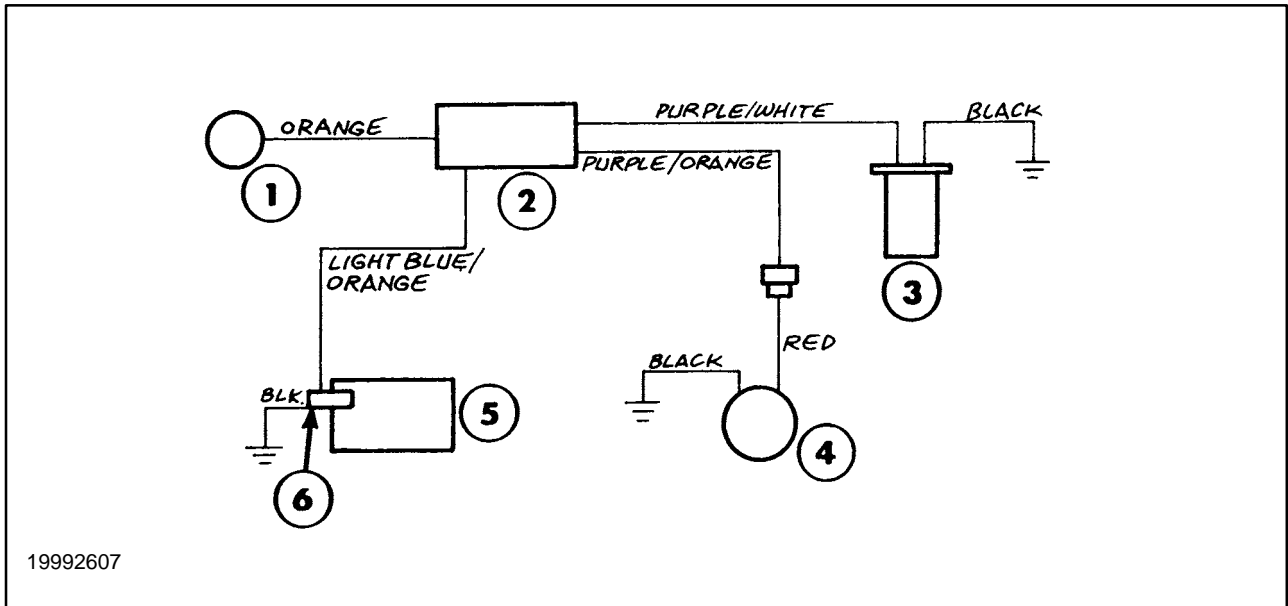 ORANGE
PURPLE/WHITE
BLACK
PURPLE/ORANGE
1
2
LIGHT BLUE/
ORANGE
3
RED
BLACK
BLK.
5
4
6
19992607